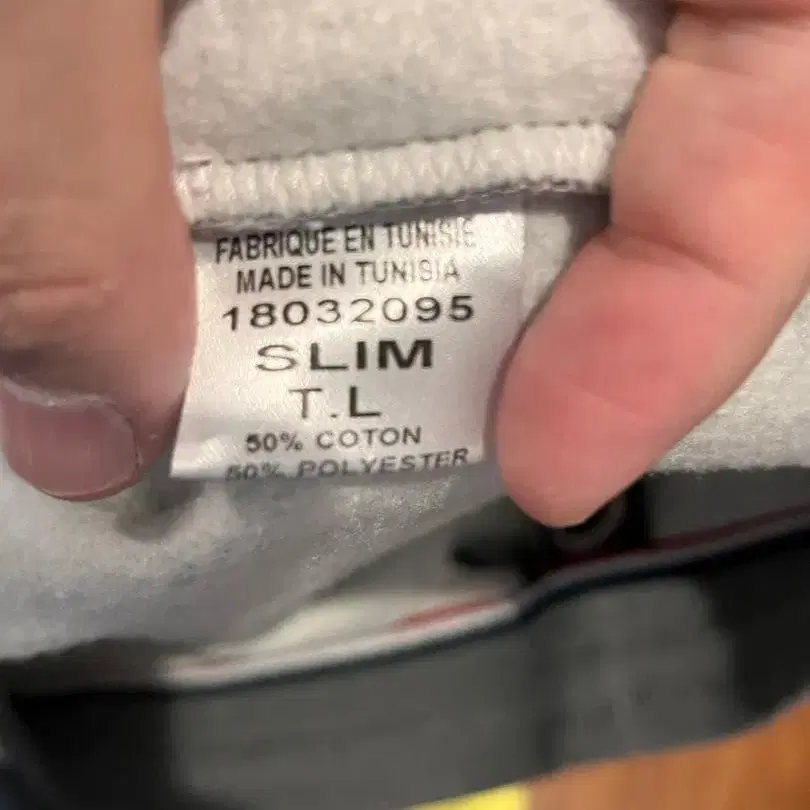 FABRIQUE EN TUNISIE
MADE IN TUNISIA
18032095
SLIM
T.L
50% COTON
50% POLYESTER